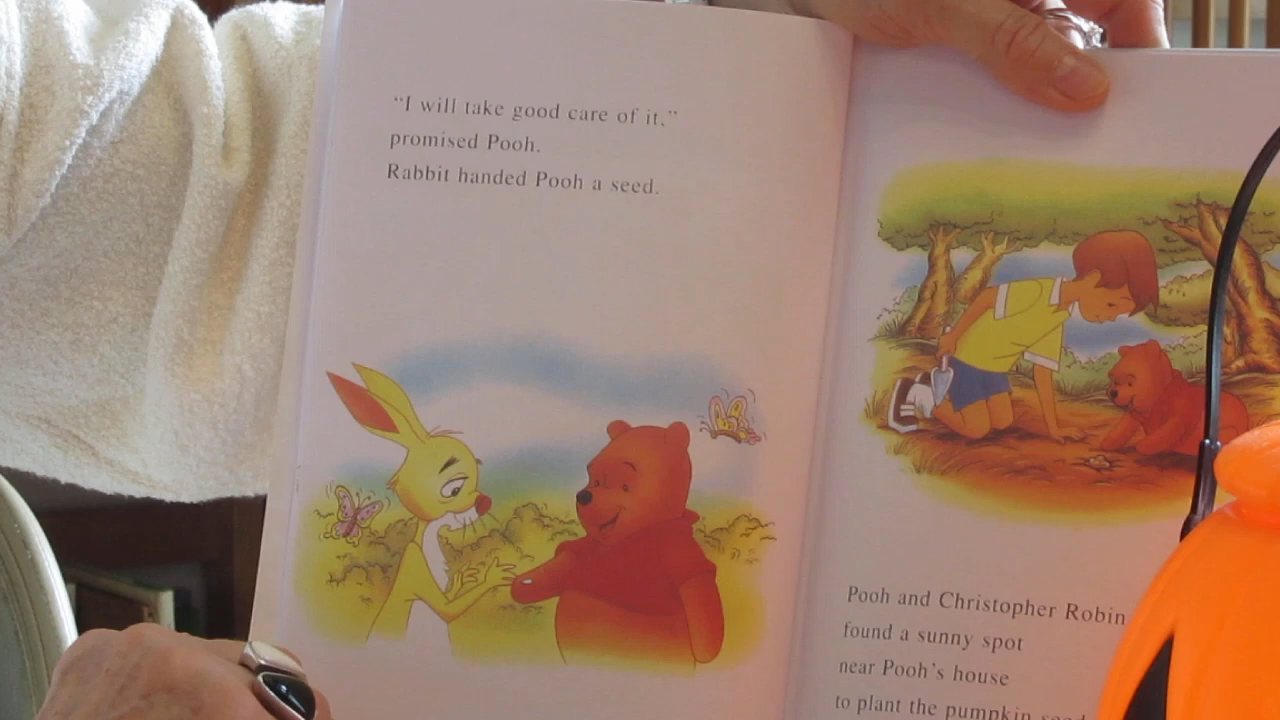 “I will take good care of it,”
promised Pooh.
Rabbit handed Pooh a seed.
Pooh and Christopher Robin
found a sunny spot
near Pooh’s house
to plant the pumpkin seed